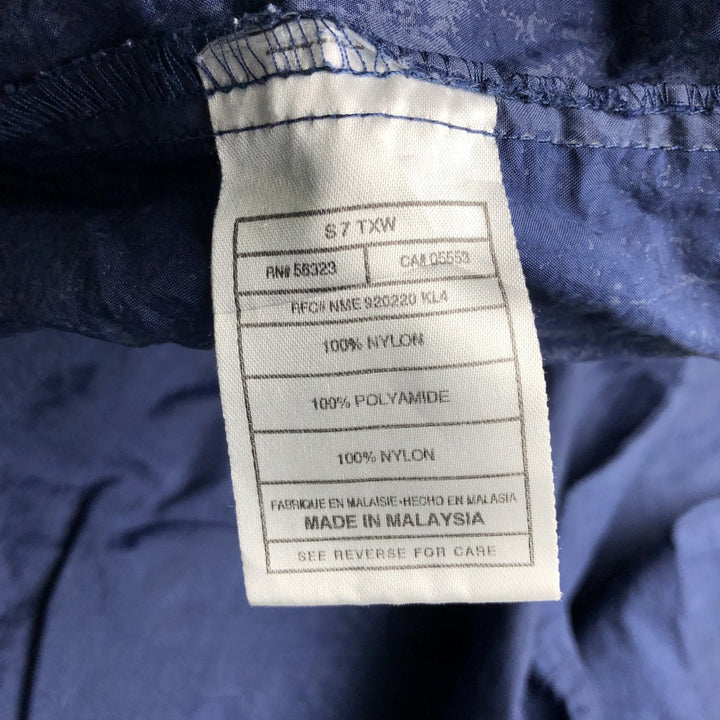 S7 TXW
RN# 56323 CA# 05553
RFC# NME 920220 KL4
100% NYLON
100% POLYAMIDE
100% NYLON
FABRIQUE EN MALAISIE-HECHO EN MALASIA
MADE IN MALAYSIA
SEE REVERSE FOR CARE